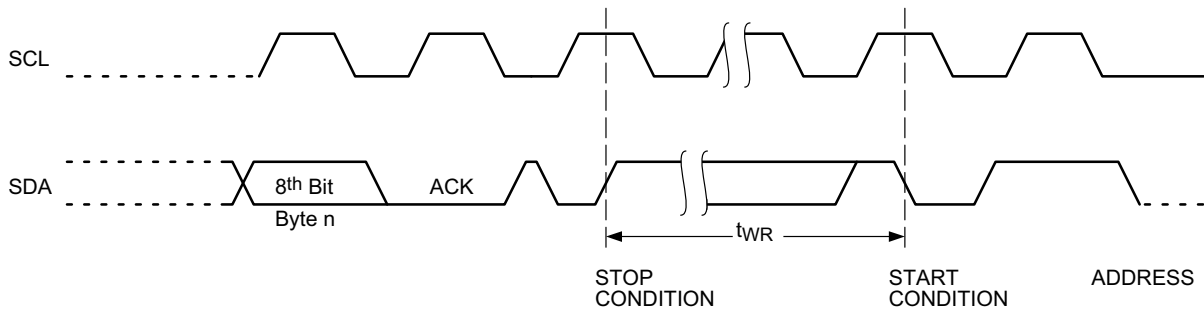 SCL
SDA
8th Bit
Byte n
ACK
tWR
STOP
CONDITION
START
CONDITION
ADDRESS